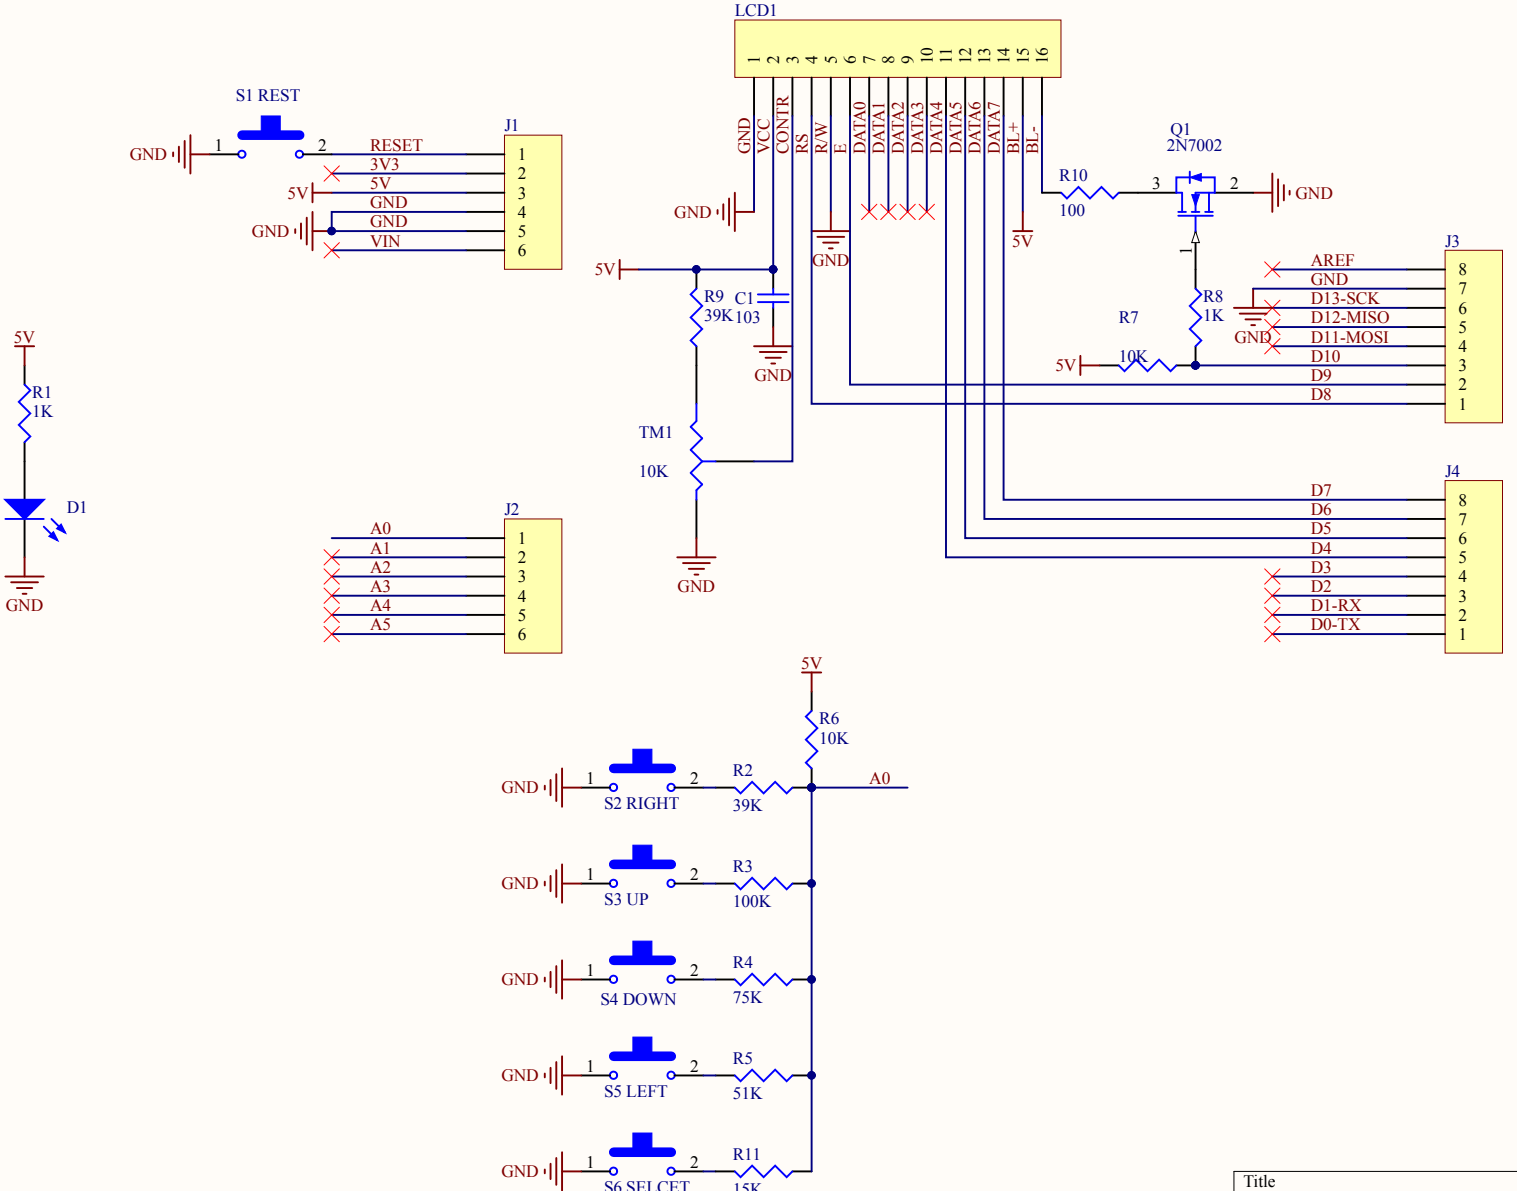 LCD1
1 2 3 4 5 6 7 8 9 10 11 12 13 14 15 16
GND
VCC
CONTR
RS
R/W
E
DATA0
DATA1
DATA2
DATA3
DATA4
DATA5
DATA6
DATA7
BL+
BL-
GND
GND
5V
S1 REST
GND
1
2
J1
RESET 1
3V3 2
5V
5V 3
GND 4
GND
GND 5
VIN 6
Q1
2N7002
R10
100
3
2
GND
1
R8
1K
R7
10K
5V
J3
AREF 8
GND 7
D13-SCK 6
GND
D12-MISO 5
D11-MOSI 4
D10 3
D9 2
D8 1
5V
R9
39K
C1
103
GND
TM1
10K
GND
5V
R1
1K
D1
GND
J2
A0 1
A1 2
A2 3
A3 4
A4 5
A5 6
J4
D7 8
D6 7
D5 6
D4 5
D3 4
D2 3
D1-RX 2
D0-TX 1
5V
R6
10K
A0
GND 1 2 R2
S2 RIGHT 39K
GND 1 2 R3
S3 UP 100K
GND 1 2 R4
S4 DOWN 75K
GND 1 2 R5
S5 LEFT 51K
GND 1 2 R11
S6 SELCET 15K
Title